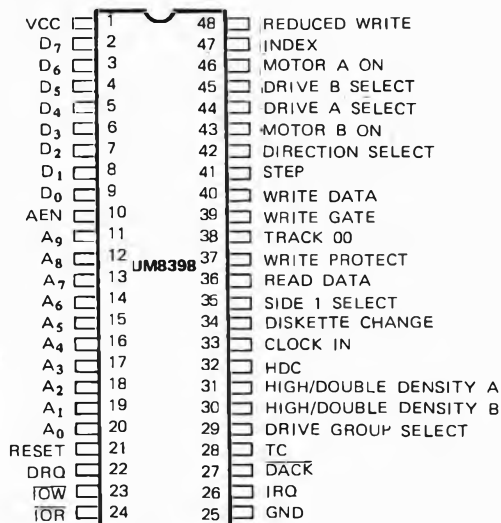 VCC 1 48 REDUCED WRITE
D7 2 47 INDEX
D6 3 46 MOTOR A ON
D5 4 45 DRIVE B SELECT
D4 5 44 DRIVE A SELECT
D3 6 43 MOTOR B ON
D2 7 42 DIRECTION SELECT
D1 8 41 STEP
D0 9 40 WRITE DATA
AEN 10 39 WRITE GATE
A9 11 38 TRACK 00
A8 12 37 WRITE PROTECT
UM8398
A7 13 36 READ DATA
A6 14 35 SIDE 1 SELECT
A5 15 34 DISKETTE CHANGE
A4 16 33 CLOCK IN
A3 17 32 HDC
A2 18 31 HIGH/DOUBLE DENSITY A
A1 19 30 HIGH/DOUBLE DENSITY B
A0 20 29 DRIVE GROUP SELECT
RESET 21 28 TC
DRQ 22 27 DACK
IOW 23 26 IRQ
IOR 24 25 GND